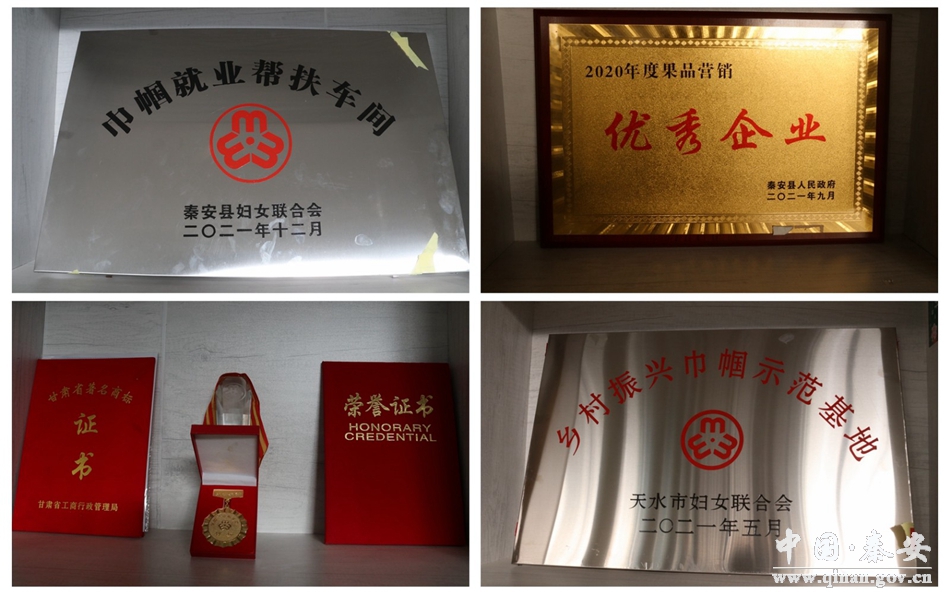 巾帼就业帮扶车间
秦安县妇女联合会
二〇二一年十二月
2020年度果品营销
优秀企业
秦安县人民政府
二〇二一年九月
甘肃省著名商标
证
书
甘肃省工商行政管理局
荣誉证书
HONORARY
CREDENTIAL
乡村振兴巾帼示范基地
天水市妇女联合会
二〇二一年五月
中国·秦安
www.qinan.gov.cn